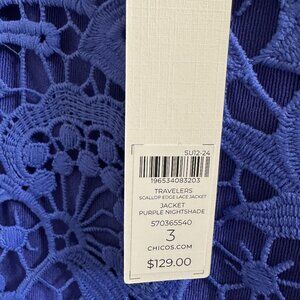 SU12-24
196534083203
TRAVELERS
SCALLOP EDGE LACE JACKET
JACKET
PURPLE NIGHTSHADE
570365540
3
CHICOS.COM
$129.00